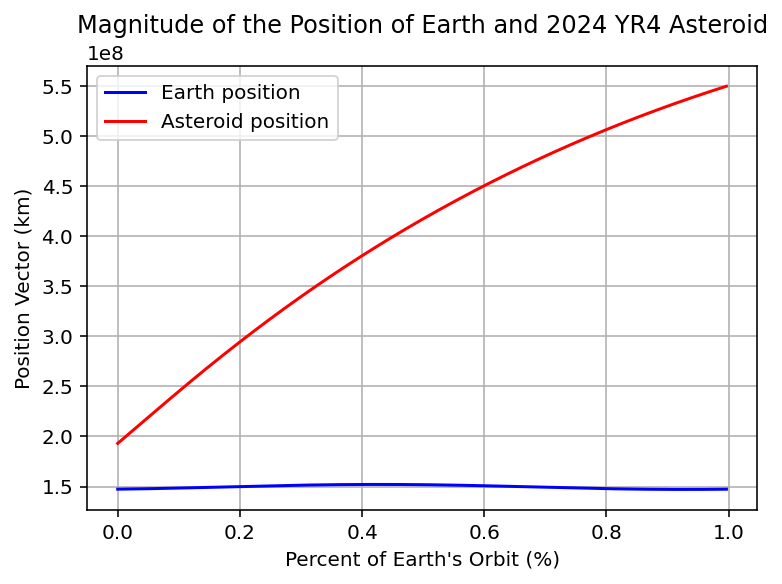 Magnitude of the Position of Earth and 2024 YR4 Asteroid
1e8
Earth position
Asteroid position
5.5
5.0
4.5
4.0
3.5
3.0
2.5
2.0
1.5
Position Vector (km)
0.0 0.2 0.4 0.6 0.8 1.0
Percent of Earth's Orbit (%)